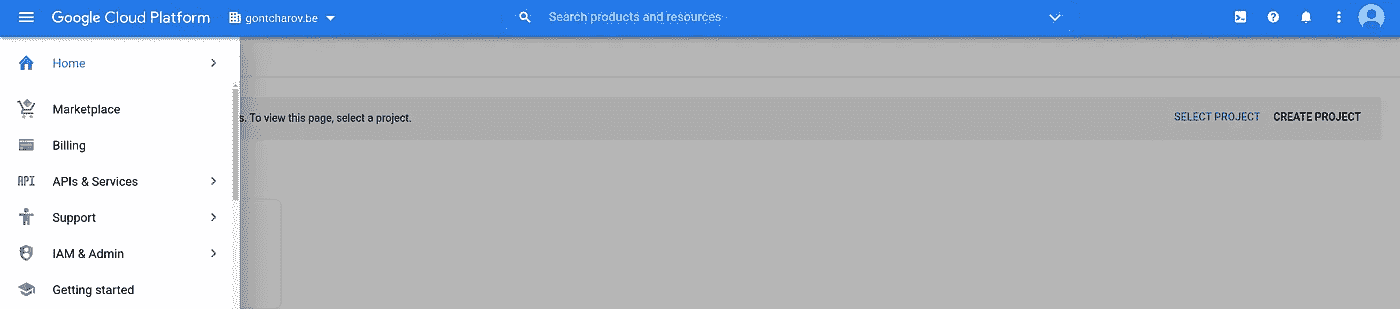 Google Cloud Platform gontcharov.be Search products and resources
Home
Marketplace
s. To view this page, select a project. SELECT PROJECT CREATE PROJECT
Billing
API APIs & Services
Support
IAM & Admin
Getting started